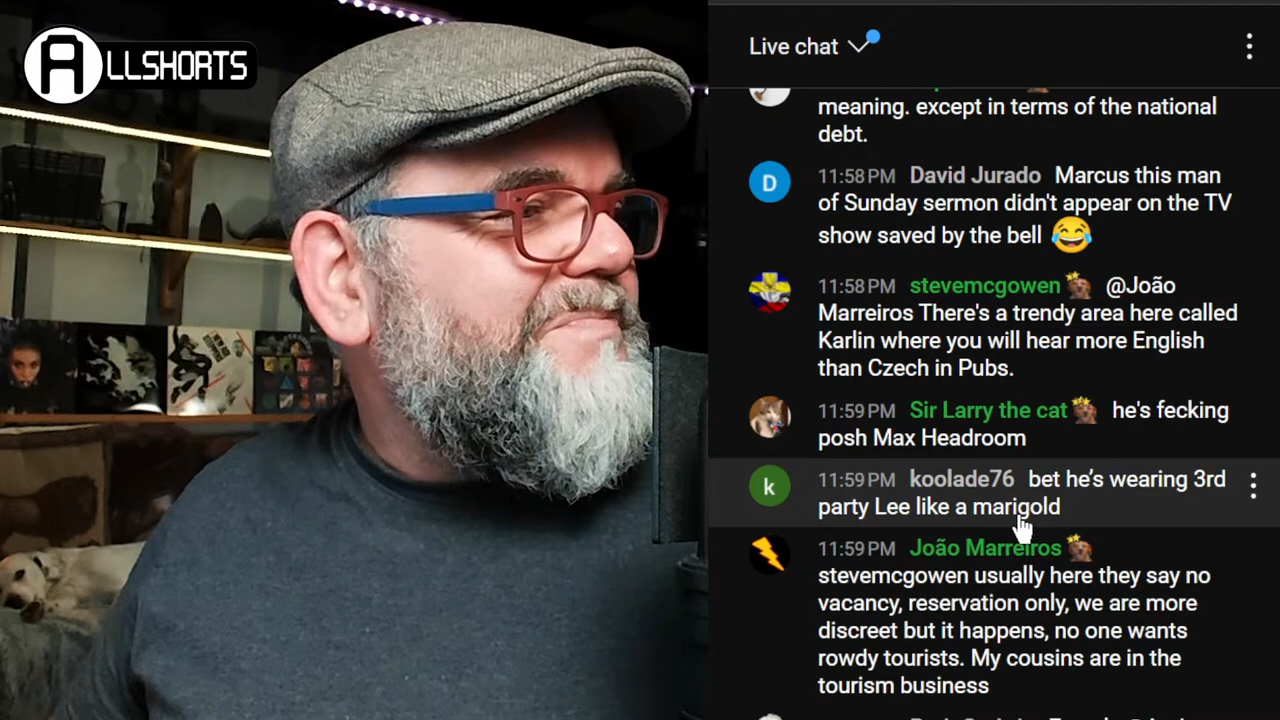 ALLSHORTS
Live chat
meaning. except in terms of the national
debt.
11:58 PM David Jurado Marcus this man
of Sunday sermon didn't appear on the TV
show saved by the bell 😂
11:58 PM stevemcgowen @João
Marreiros There's a trendy area here called
Karlin where you will hear more English
than Czech in Pubs.
11:59 PM Sir Larry the cat he's fecking
posh Max Headroom
k 11:59 PM koolade76 bet he’s wearing 3rd
party Lee like a marigold
11:59 PM João Marreiros
stevemcgowen usually here they say no
vacancy, reservation only, we are more
discreet but it happens, no one wants
rowdy tourists. My cousins are in the
tourism business